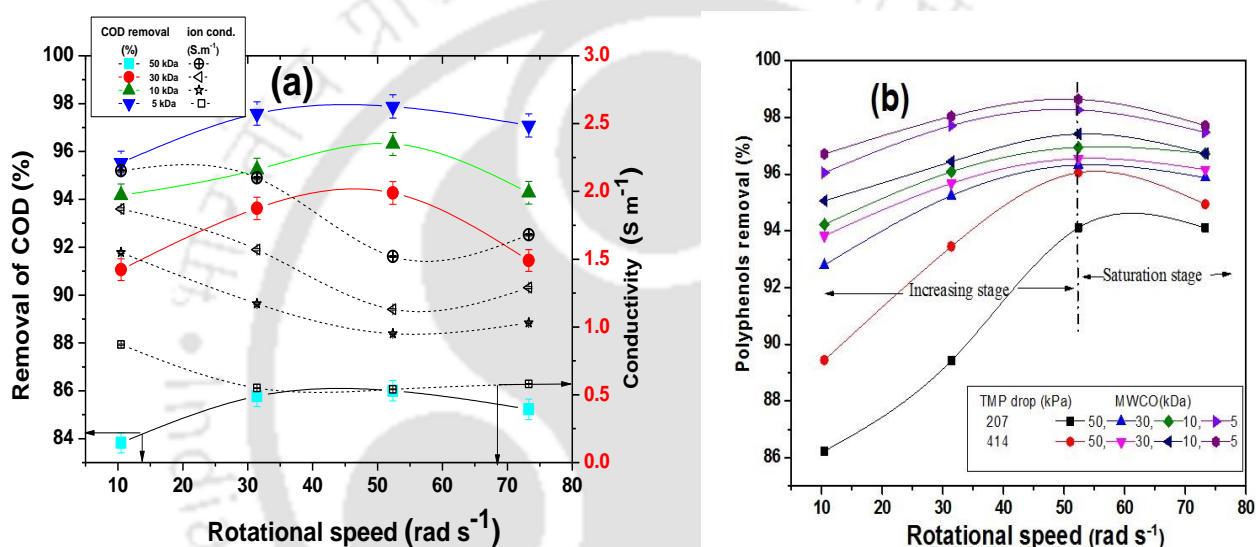 COD removal ion cond.
(%) (S.m⁻¹)
50 kDa
30 kDa
10 kDa
5 kDa
(a)
Removal of COD (%)
100
98
96
94
92
90
88
86
84
3.0
2.5
2.0
1.5
1.0
0.5
0.0
Conductivity (S m⁻¹)
10 20 30 40 50 60 70 80
Rotational speed (rad s⁻¹)
(b)
Polyphenols removal (%)
100
98
96
94
92
90
88
86
Increasing stage
Saturation stage
TMP drop (kPa) MWCO(kDa)
207 50, 30, 10, 5
414 50, 30, 10, 5
10 20 30 40 50 60 70 80
Rotational speed (rad s⁻¹)